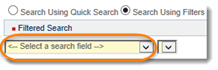 Search Using Quick Search Search Using Filters
Filtered Search
<-- Select a search field -->